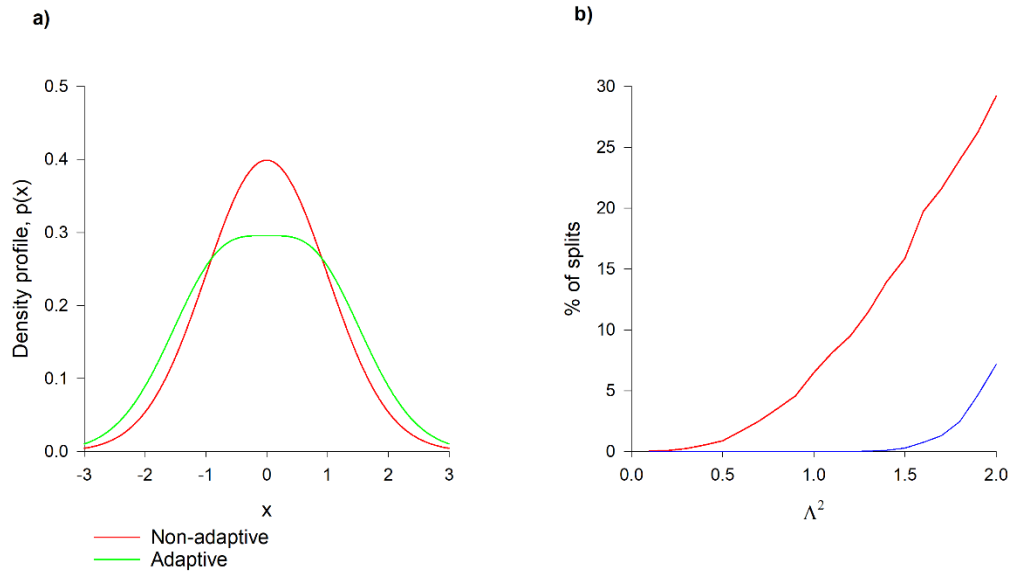 a)
Density profile, p(x)
0.5
0.4
0.3
0.2
0.1
0.0
-3 -2 -1 0 1 2 3
x
Non-adaptive
Adaptive
b)
% of splits
30
25
20
15
10
5
0
0.0 0.5 1.0 1.5 2.0
Λ²